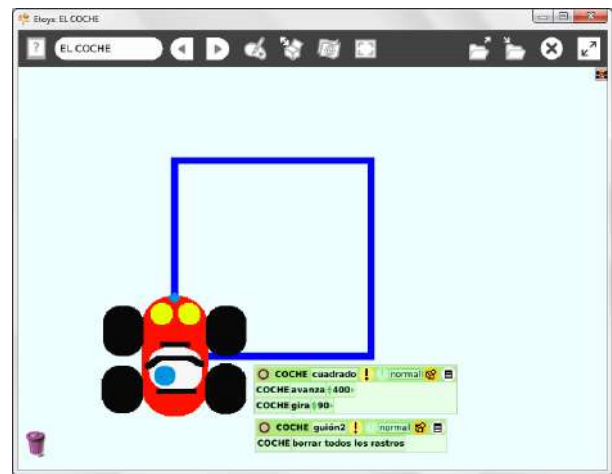 Etoys: EL COCHE
? EL COCHE
COCHE cuadrado ! normal
COCHE avanza 400
COCHE gira 90
COCHE guión2 ! normal
COCHE borrar todos los rastros